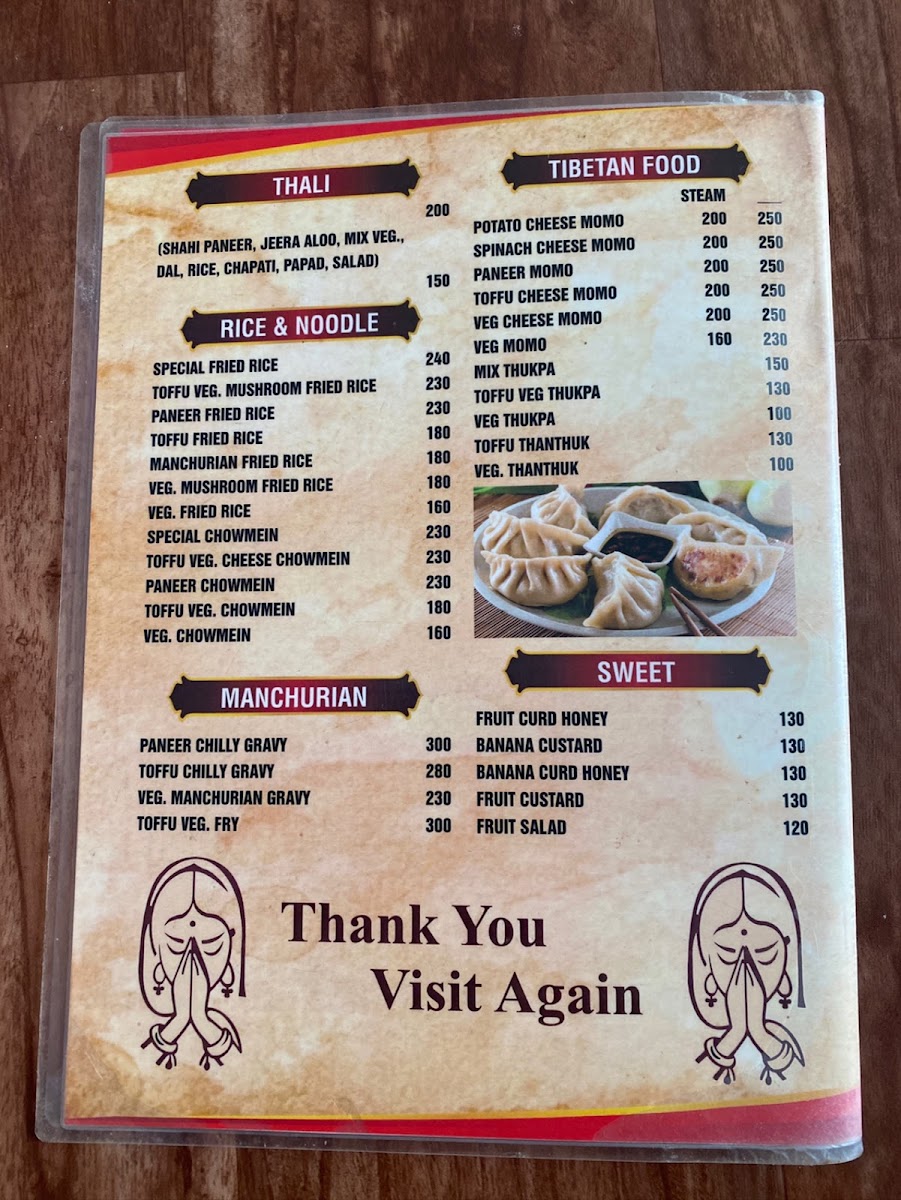 THALI
200
(SHAHI PANEER, JEERA ALOO, MIX VEG.,
DAL, RICE, CHAPATI, PAPAD, SALAD)
150
RICE & NOODLE
SPECIAL FRIED RICE 240
TOFFU VEG. MUSHROOM FRIED RICE 230
PANEER FRIED RICE 230
TOFFU FRIED RICE 180
MANCHURIAN FRIED RICE 180
VEG. MUSHROOM FRIED RICE 180
VEG. FRIED RICE 160
SPECIAL CHOWMEIN 230
TOFFU VEG. CHEESE CHOWMEIN 230
PANEER CHOWMEIN 230
TOFFU VEG. CHOWMEIN 180
VEG. CHOWMEIN 160
MANCHURIAN
PANEER CHILLY GRAVY 300
TOFFU CHILLY GRAVY 280
VEG. MANCHURIAN GRAVY 230
TOFFU VEG. FRY 300
TIBETAN FOOD
STEAM
POTATO CHEESE MOMO 200 250
SPINACH CHEESE MOMO 200 250
PANEER MOMO 200 250
TOFFU CHEESE MOMO 200 250
VEG CHEESE MOMO 200 250
VEG MOMO 160 230
MIX THUKPA 150
TOFFU VEG THUKPA 130
VEG THUKPA 100
TOFFU THANTHUK 130
VEG. THANTHUK 100
SWEET
FRUIT CURD HONEY 130
BANANA CUSTARD 130
BANANA CURD HONEY 130
FRUIT CUSTARD 130
FRUIT SALAD 120
Thank You
Visit Again